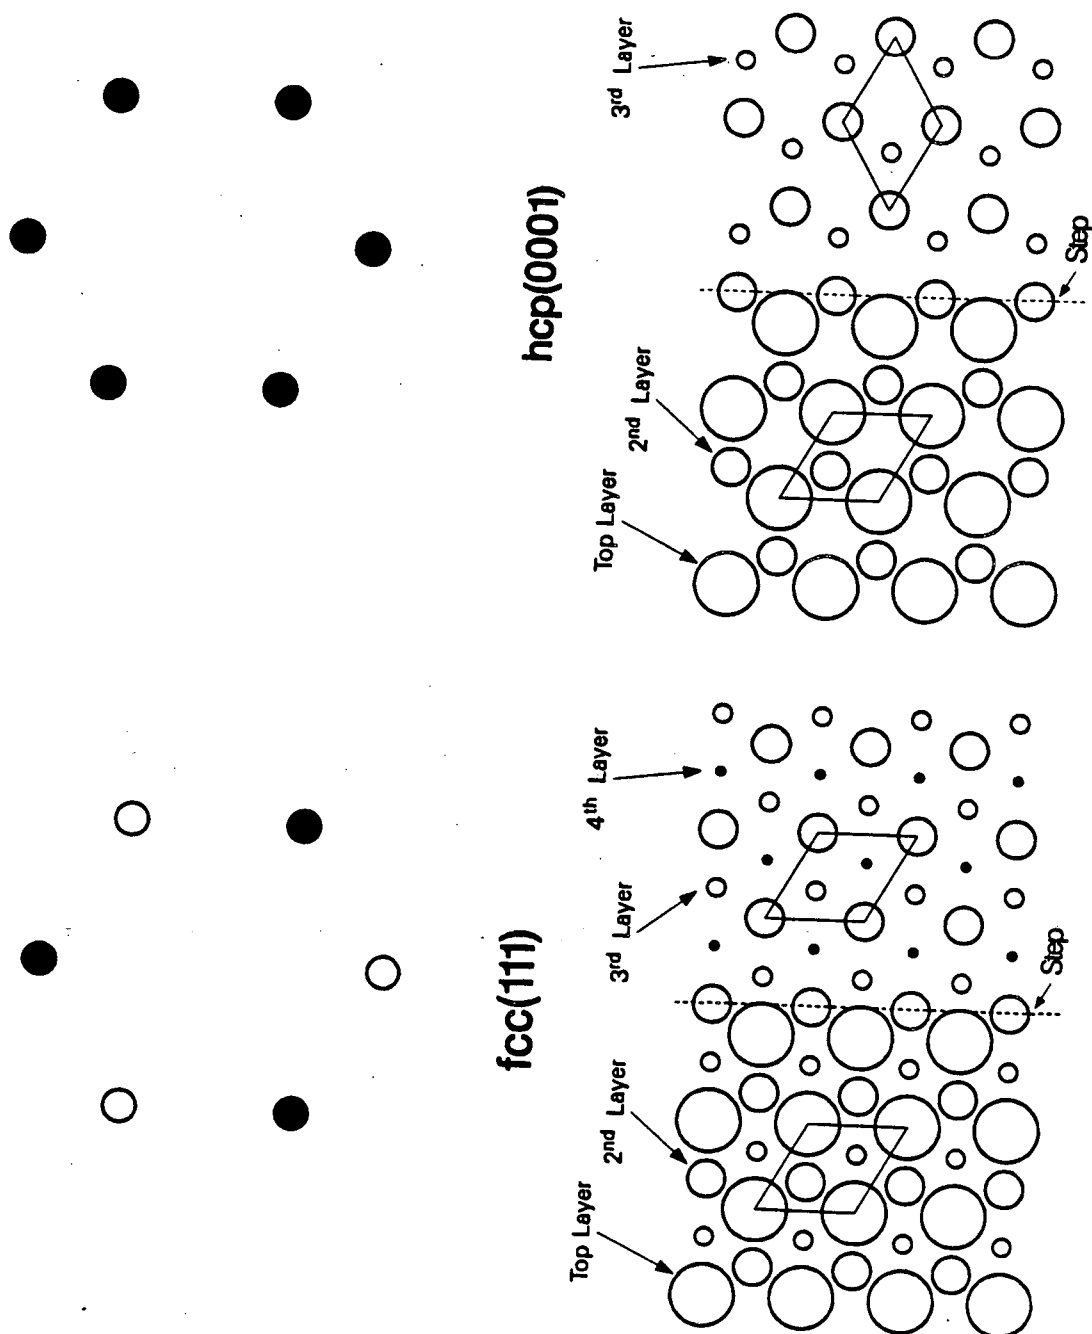 hcp(0001)
3rd Layer
2nd Layer
Top Layer
Step
fcc(111)
4th Layer
3rd Layer
2nd Layer
Top Layer
Step